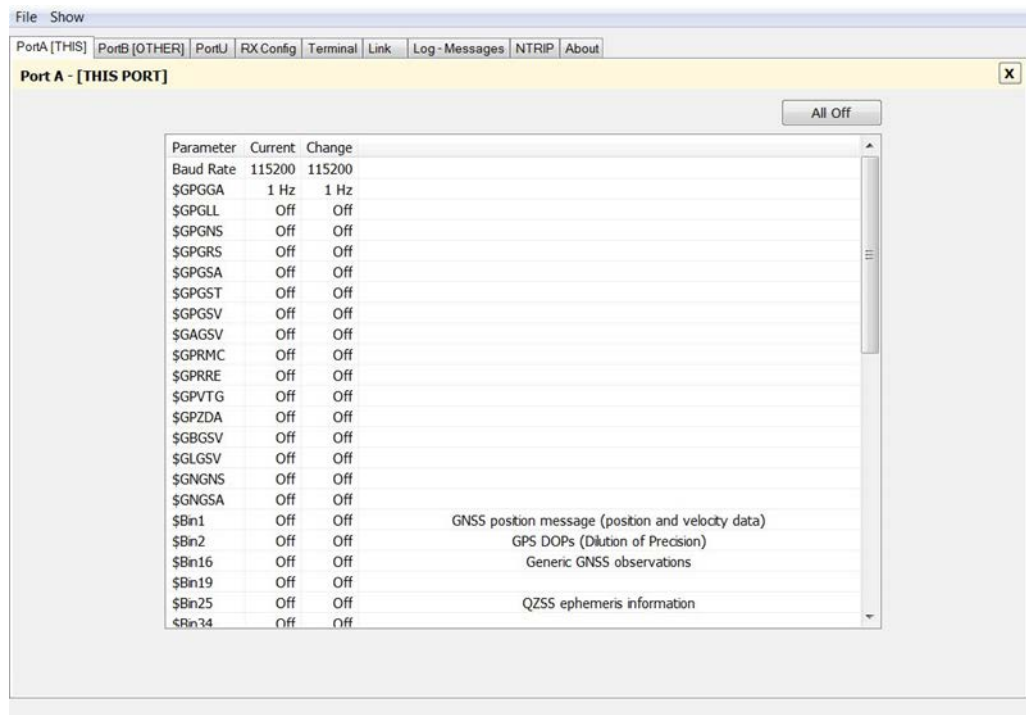 File Show
PortA [THIS] PortB [OTHER] PortU RX Config Terminal Link Log - Messages NTRIP About
Port A - [THIS PORT]
X
All Off
Parameter Current Change
Baud Rate 115200 115200
$GPGGA 1 Hz 1 Hz
$GPGLL Off Off
$GPGNS Off Off
$GPGRS Off Off
$GPGSA Off Off
$GPGST Off Off
$GPGSV Off Off
$GAGSV Off Off
$GPRMC Off Off
$GPRRE Off Off
$GPVTG Off Off
$GPZDA Off Off
$GBGSV Off Off
$GLGSV Off Off
$GNGNS Off Off
$GNGSA Off Off
$Bin1 Off Off GNSS position message (position and velocity data)
$Bin2 Off Off GPS DOPs (Dilution of Precision)
$Bin16 Off Off Generic GNSS observations
$Bin19 Off Off
$Bin25 Off Off QZSS ephemeris information
$Bin34 Off Off